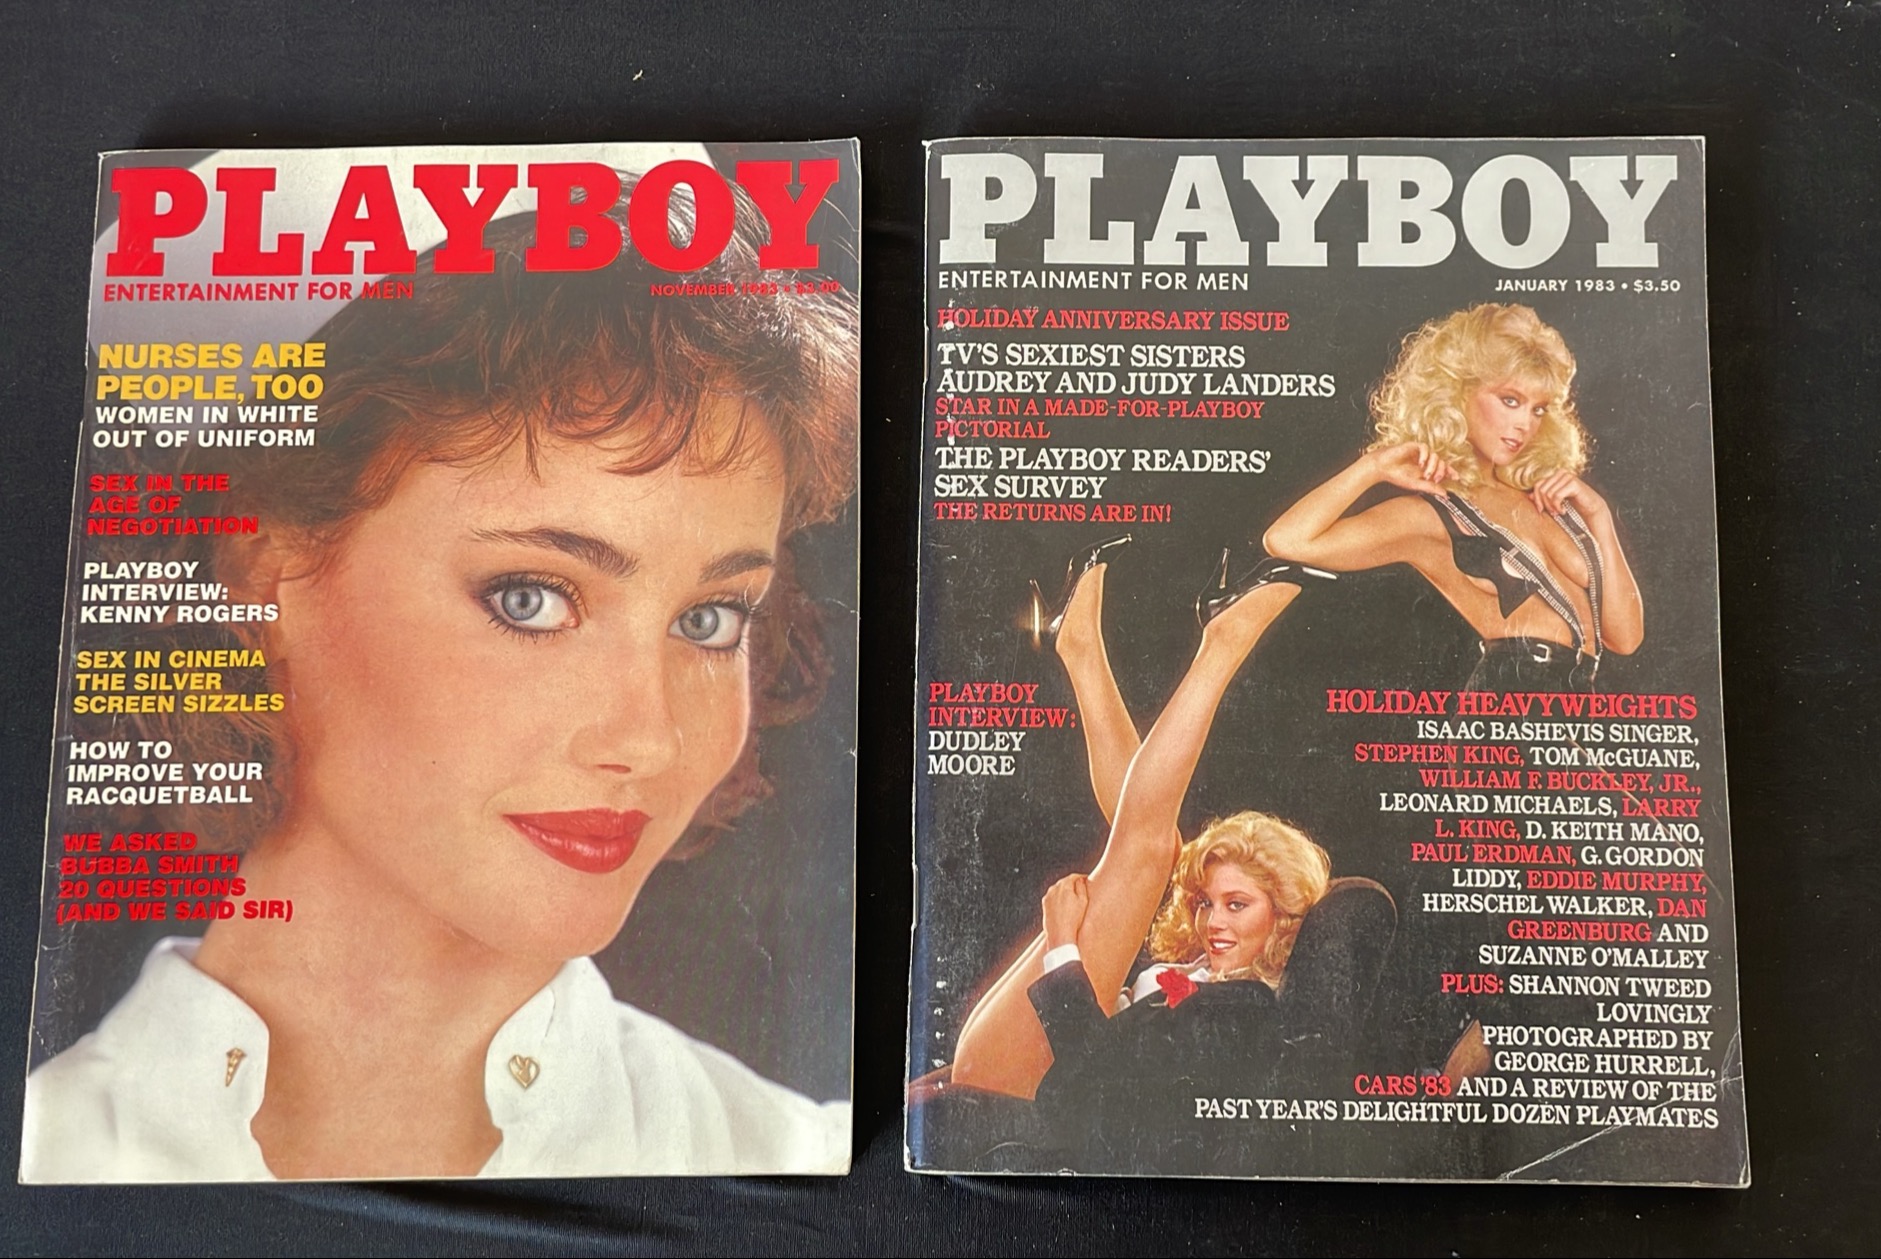 PLAYBOY
ENTERTAINMENT FOR MEN
NOVEMBER 1983 • $3.00
NURSES ARE
PEOPLE, TOO
WOMEN IN WHITE
OUT OF UNIFORM
SEX IN THE
AGE OF
NEGOTIATION
PLAYBOY
INTERVIEW:
KENNY ROGERS
SEX IN CINEMA
THE SILVER
SCREEN SIZZLES
HOW TO
IMPROVE YOUR
RACQUETBALL
WE ASKED
BUBBA SMITH
20 QUESTIONS
(AND WE SAID SIR)
PLAYBOY
ENTERTAINMENT FOR MEN
JANUARY 1983 • $3.50
HOLIDAY ANNIVERSARY ISSUE
TV'S SEXIEST SISTERS
AUDREY AND JUDY LANDERS
STAR IN A MADE-FOR-PLAYBOY
PICTORIAL
THE PLAYBOY READERS'
SEX SURVEY
THE RETURNS ARE IN!
PLAYBOY
INTERVIEW:
DUDLEY
MOORE
HOLIDAY HEAVYWEIGHTS
ISAAC BASHEVIS SINGER,
STEPHEN KING, TOM McGUANE,
WILLIAM F. BUCKLEY, JR.,
LEONARD MICHAELS, LARRY
L. KING, D. KEITH MANO,
PAUL ERDMAN, G. GORDON
LIDDY, EDDIE MURPHY,
HERSCHEL WALKER, DAN
GREENBURG AND
SUZANNE O'MALLEY
PLUS: SHANNON TWEED
LOVINGLY
PHOTOGRAPHED BY
GEORGE HURRELL,
CARS '83 AND A REVIEW OF THE
PAST YEAR'S DELIGHTFUL DOZEN PLAYMATES